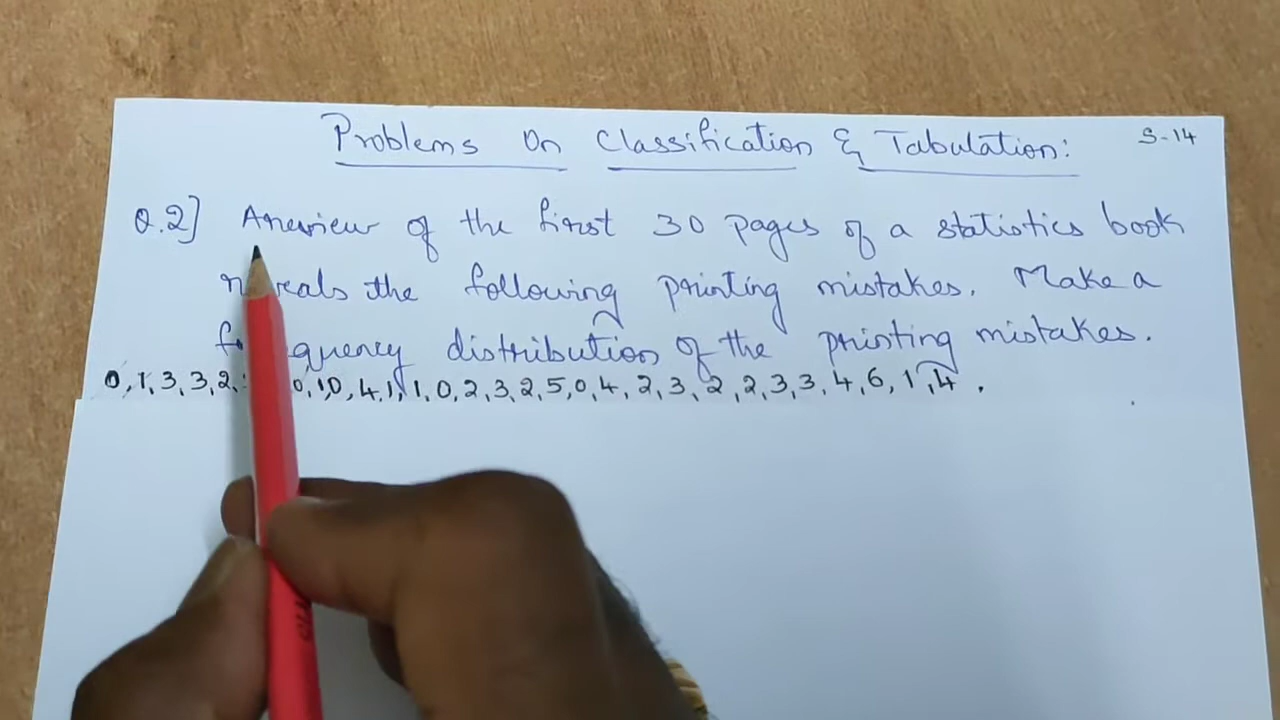 Problems On Classification & Tabulation: S-14
Q.2] A review of the first 30 pages of a statistics book
the following printing mistakes. Make a
distribution of the printing mistakes.
0, 1, 3, 3, 2, 0, 1, 0, 4, 1, 1, 0, 2, 3, 2, 5, 0, 4, 2, 3, 2, 2, 3, 3, 4, 6, 1, 4.